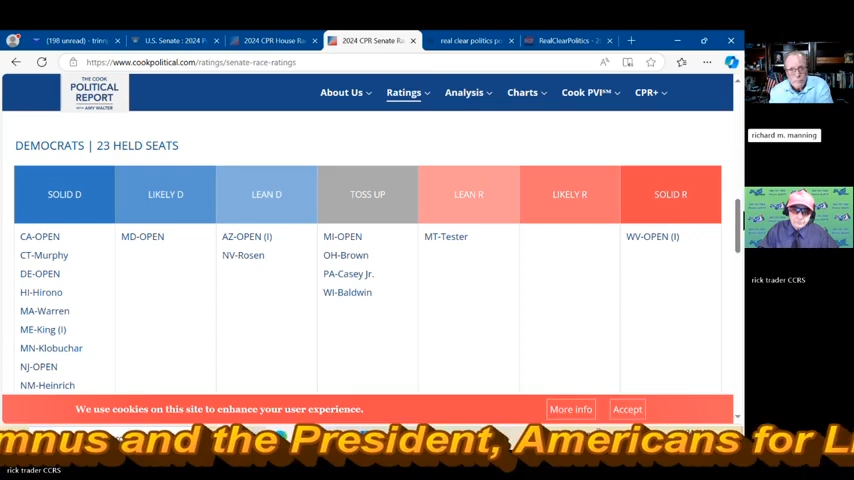 (198 unread) - trinn
U.S. Senate : 2024 P
2024 CPR House Ra
2024 CPR Senate Ra
real clear politics po
RealClearPolitics - 2
https://www.cookpolitical.com/ratings/senate-race-ratings
THE COOK
POLITICAL
REPORT
WITH AMY WALTER
About Us
Ratings
Analysis
Charts
Cook PVI℠
CPR+
DEMOCRATS | 23 HELD SEATS
SOLID D LIKELY D LEAN D TOSS UP LEAN R LIKELY R SOLID R
CA-OPEN MD-OPEN AZ-OPEN (I) MI-OPEN MT-Tester WV-OPEN (I)
CT-Murphy NV-Rosen OH-Brown
DE-OPEN PA-Casey Jr.
HI-Hirono WI-Baldwin
MA-Warren
ME-King (I)
MN-Klobuchar
NJ-OPEN
NM-Heinrich
We use cookies on this site to enhance your user experience.
More info
Accept
richard m. manning
rick trader CCRS
mnus and the President, Americans for Li
rick trader CCRS